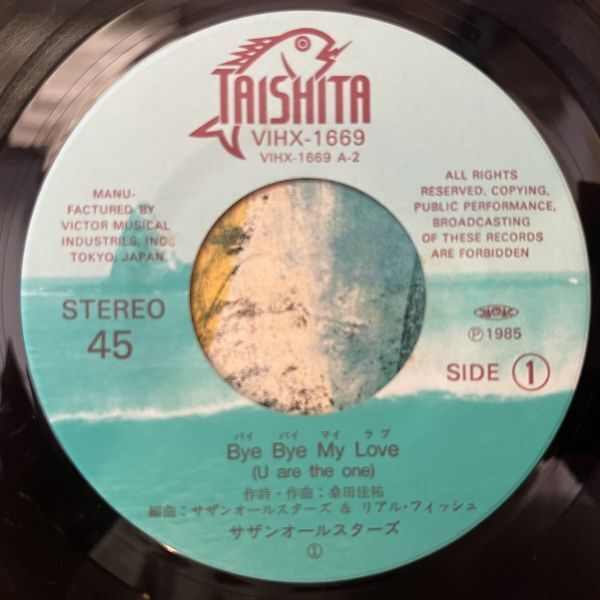 TAISHITA
VIHX-1669
VIHX-1669 A-2
MANU-
FACTURED BY
VICTOR MUSICAL
INDUSTRIES, INC.,
TOKYO, JAPAN.
ALL RIGHTS
RESERVED, COPYING,
PUBLIC PERFORMANCE,
BROADCASTING
OF THESE RECORDS
ARE FORBIDDEN
STEREO
45
JASRAC
Ⓟ1985
SIDE ①
バイ バイ マイ ラブ
Bye Bye My Love
(U are the one)
作詩・作曲：桑田佳祐
編曲：サザンオールスターズ & リアル・フィッシュ
サザンオールスターズ
①